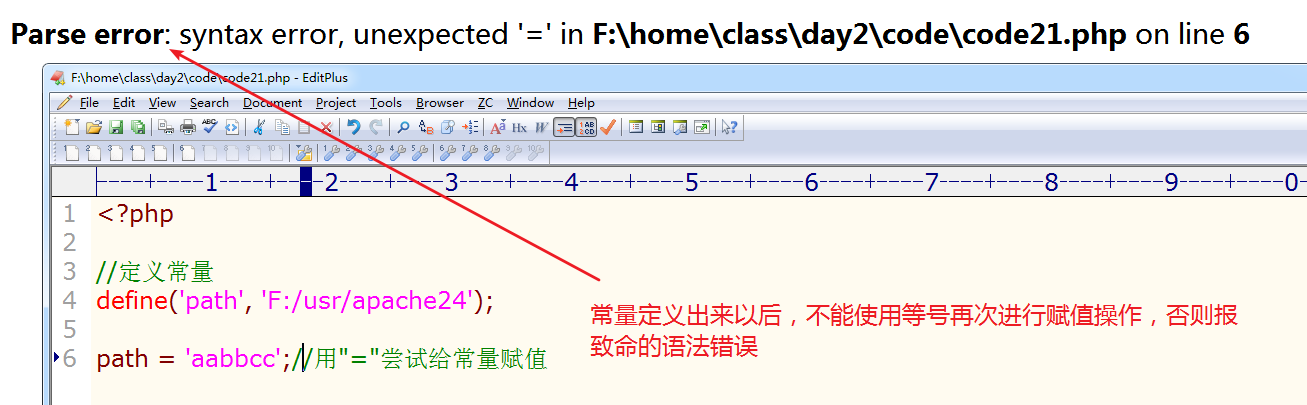 Parse error: syntax error, unexpected '=' in F:\home\class\day2\code\code21.php on line 6
F:\home\class\day2\code\code21.php - EditPlus
File Edit View Search Document Project Tools Browser ZC Window Help
----+----1----+----2----+----3----+----4----+----5----+----6----+----7----+----8----+----9----+----0
1 <?php
2
3 //定义常量
4 define('path', 'F:/usr/apache24');
5
6 path = 'aabbcc';//用"="尝试给常量赋值
常量定义出来以后，不能使用等号再次进行赋值操作，否则报
致命的语法错误